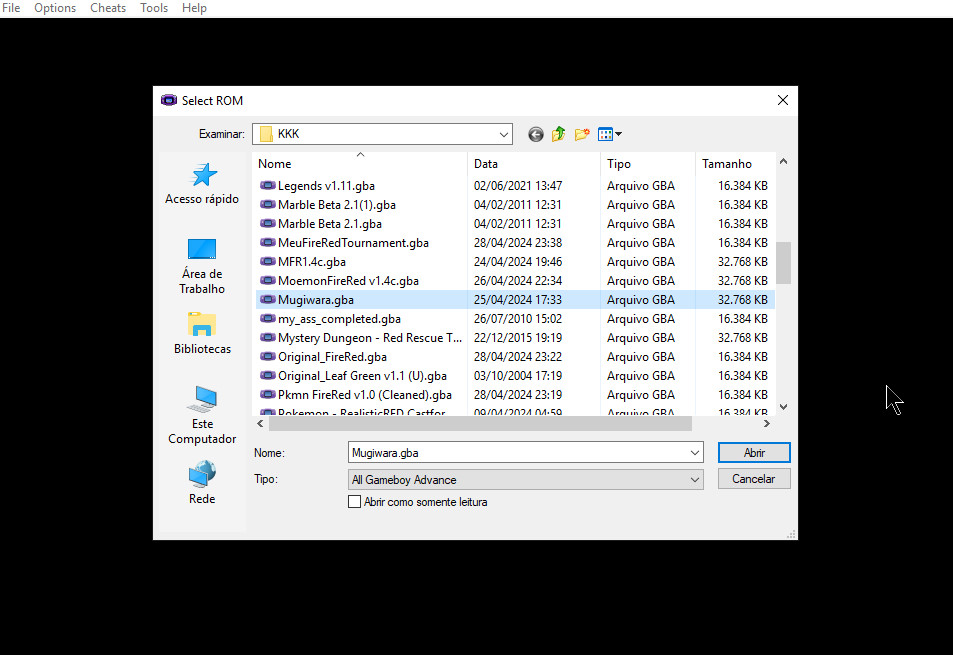 File Options Cheats Tools Help
Select ROM
Examinar: KKK
Nome Data Tipo Tamanho
Legends v1.11.gba 02/06/2021 13:47 Arquivo GBA 16.384 KB
Marble Beta 2.1(1).gba 04/02/2011 12:31 Arquivo GBA 16.384 KB
Marble Beta 2.1.gba 04/02/2011 12:31 Arquivo GBA 16.384 KB
MeuFireRedTournament.gba 28/04/2024 23:38 Arquivo GBA 16.384 KB
MFR1.4c.gba 24/04/2024 19:46 Arquivo GBA 32.768 KB
MoemonFireRed v1.4c.gba 26/04/2024 22:34 Arquivo GBA 32.768 KB
Mugiwara.gba 25/04/2024 17:33 Arquivo GBA 32.768 KB
my_ass_completed.gba 26/07/2010 15:02 Arquivo GBA 16.384 KB
Mystery Dungeon - Red Rescue T... 22/12/2015 19:19 Arquivo GBA 32.768 KB
Original_FireRed.gba 28/04/2024 23:22 Arquivo GBA 16.384 KB
Original_Leaf Green v1.1 (U).gba 03/10/2004 17:19 Arquivo GBA 16.384 KB
Pkmn FireRed v1.0 (Cleaned).gba 28/04/2024 23:19 Arquivo GBA 16.384 KB
Pokemon - RealisticRED Castfor 09/04/2024 04:59 Arquivo GBA 16.384 KB
Acesso rápido
Área de
Trabalho
Bibliotecas
Este
Computador
Rede
Nome: Mugiwara.gba Abrir
Tipo: All Gameboy Advance Cancelar
Abrir como somente leitura